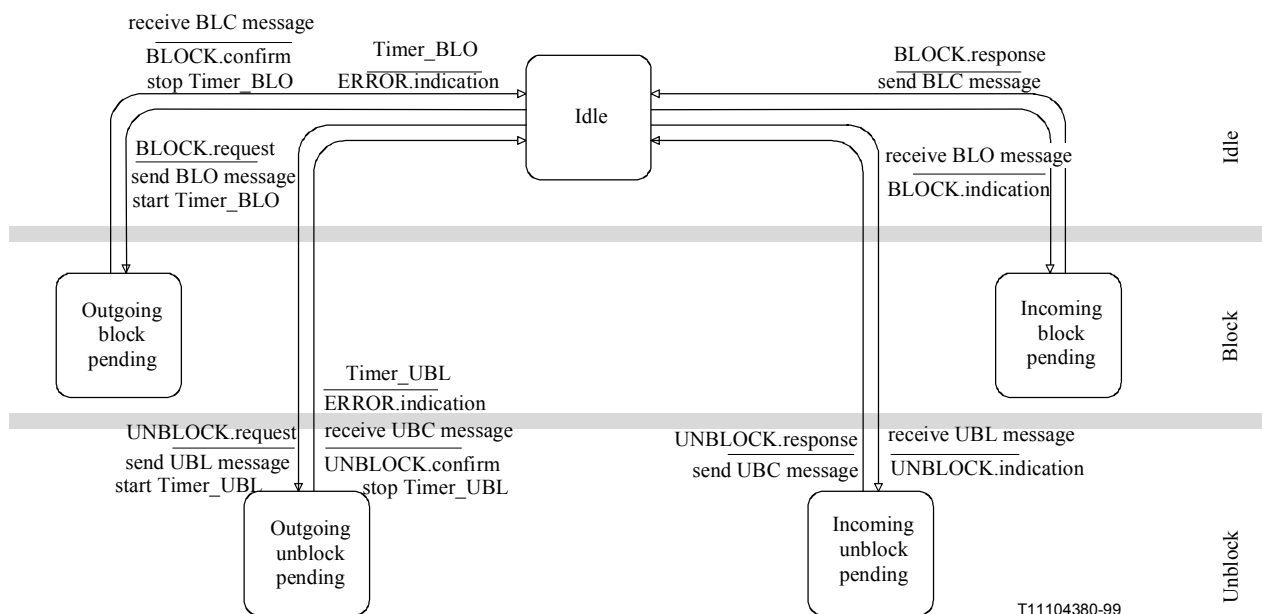 receive BLC message
BLOCK.confirm
stop Timer_BLO
Timer_BLO
ERROR.indication
Idle
BLOCK.response
send BLC message
BLOCK.request
send BLO message
start Timer_BLO
receive BLO message
BLOCK.indication
Idle
Outgoing
block
pending
Incoming
block
pending
Block
Timer_UBL
ERROR.indication
UNBLOCK.request
send UBL message
start Timer_UBL
receive UBC message
UNBLOCK.confirm
stop Timer_UBL
UNBLOCK.response
send UBC message
receive UBL message
UNBLOCK.indication
Outgoing
unblock
pending
Incoming
unblock
pending
Unblock
T11104380-99